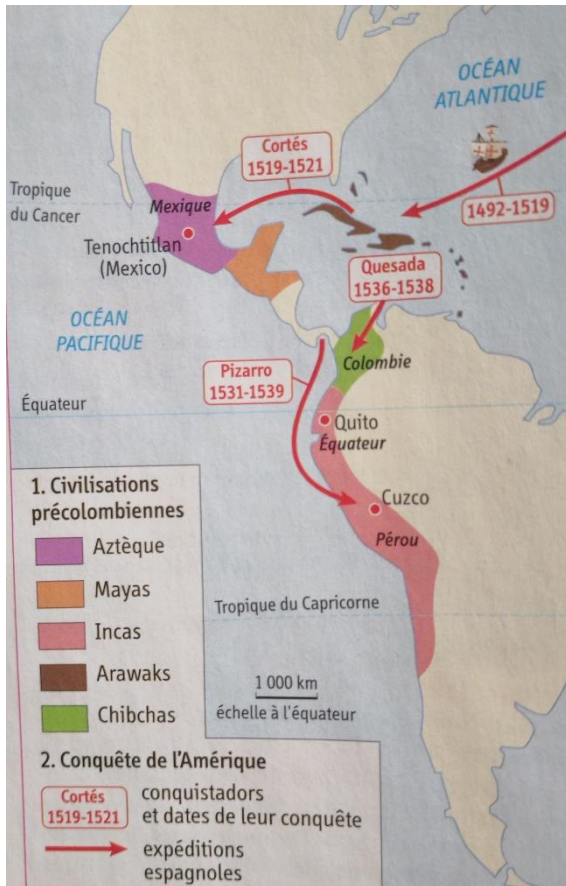 OCÉAN
ATLANTIQUE
Cortés
1519-1521
Tropique
du Cancer
Mexique
1492-1519
Tenochtitlan
(Mexico)
Quesada
1536-1538
OCÉAN
PACIFIQUE
Pizarro
1531-1539
Colombie
Équateur
Quito
Équateur
1. Civilisations
précolombiennes
Aztèque
Mayas
Incas
Arawaks
Chibchas
Cuzco
Pérou
Tropique du Capricorne
1 000 km
échelle à l'équateur
2. Conquête de l'Amérique
Cortés
1519-1521
conquistadors
et dates de leur conquête
expéditions
espagnoles